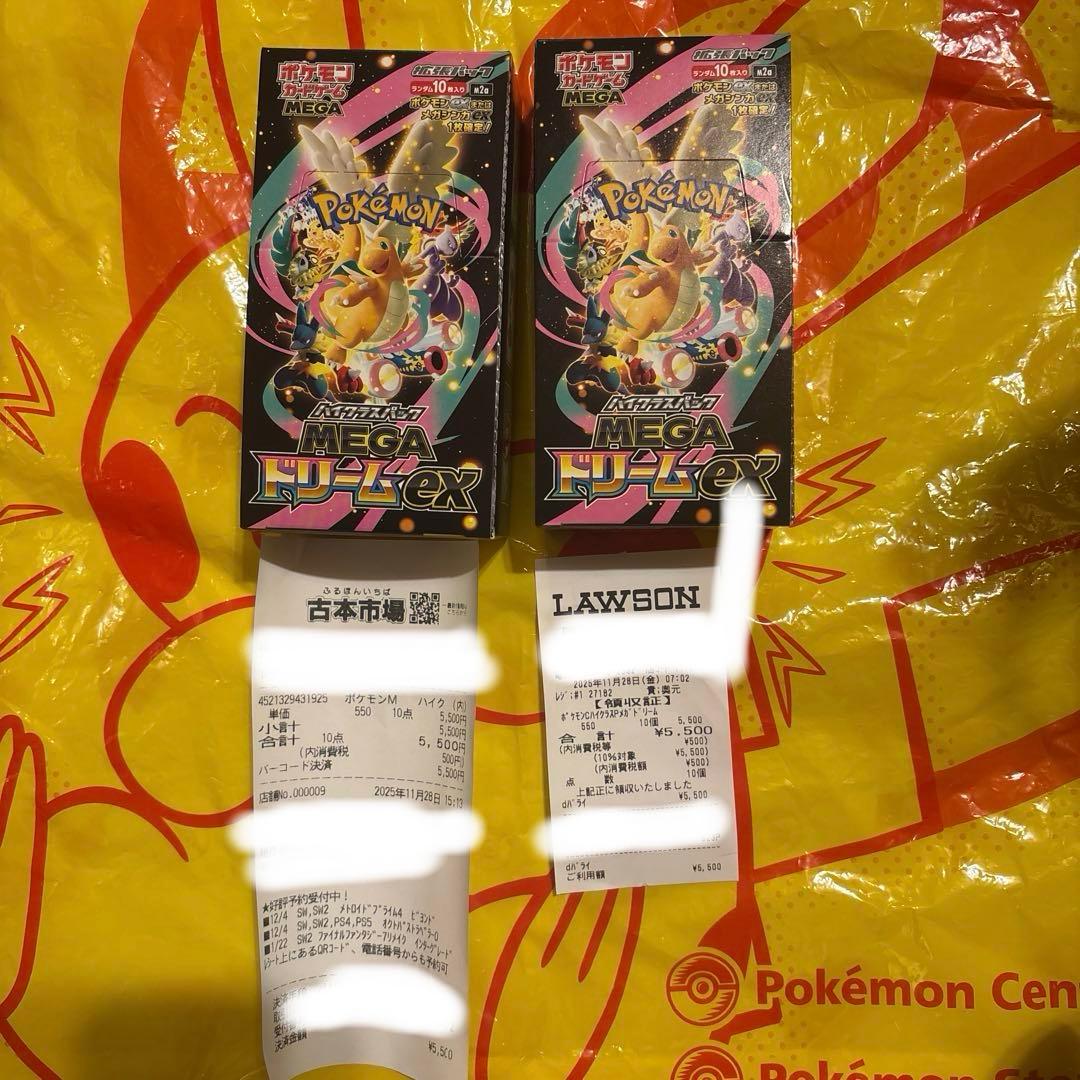 ポケモン
カードゲーム
MEGA
拡張パック
ランダム10枚入り
M2a
ポケモンexまたは
メガシンカex
1枚確定!
POKÉMON
ハイクラスパック
MEGA
ドリームex
ポケモン
カードゲーム
MEGA
拡張パック
ランダム10枚入り
M2a
ポケモンexまたは
メガシンカex
1枚確定!
POKÉMON
ハイクラスパック
MEGA
ドリームex
ふるほんいちば
古本市場
4521329431925 ポケモンM ハイク (内)
単価 550 10点 5,500円
小計 5,500円
合計 10点 5,500円
(内消費税 500円)
バーコード決済 5,500円
店舗No.000009 2025年11月28日 15:13
★好評予約受付中!
■12/4 SW,SW2 メトロイドプライム4 ビヨンド
■12/4 SW,SW2,PS4,PS5 オクトパストラベラー0
■1/22 SW2 ファイナルファンタジー7リメイク インターグレード
レシート上にあるQRコード、電話番号からも予約可
決済金額 ¥5,500
LAWSON
2025年11月28日(金) 07:02
レジ:#1 27182 責:奥元
【領収証】
ポケモンCハイクラスPメガドリーム
550 10個 5,500
合 計 ¥5,500
(内消費税等 ¥500)
(10%対象 ¥5,500)
(内消費税額 ¥500)
点 数 10個
上記正に領収いたしました
dバライ ¥5,500
dバライ
ご利用額 ¥5,500
Pokémon Cen
Pokémon Sto